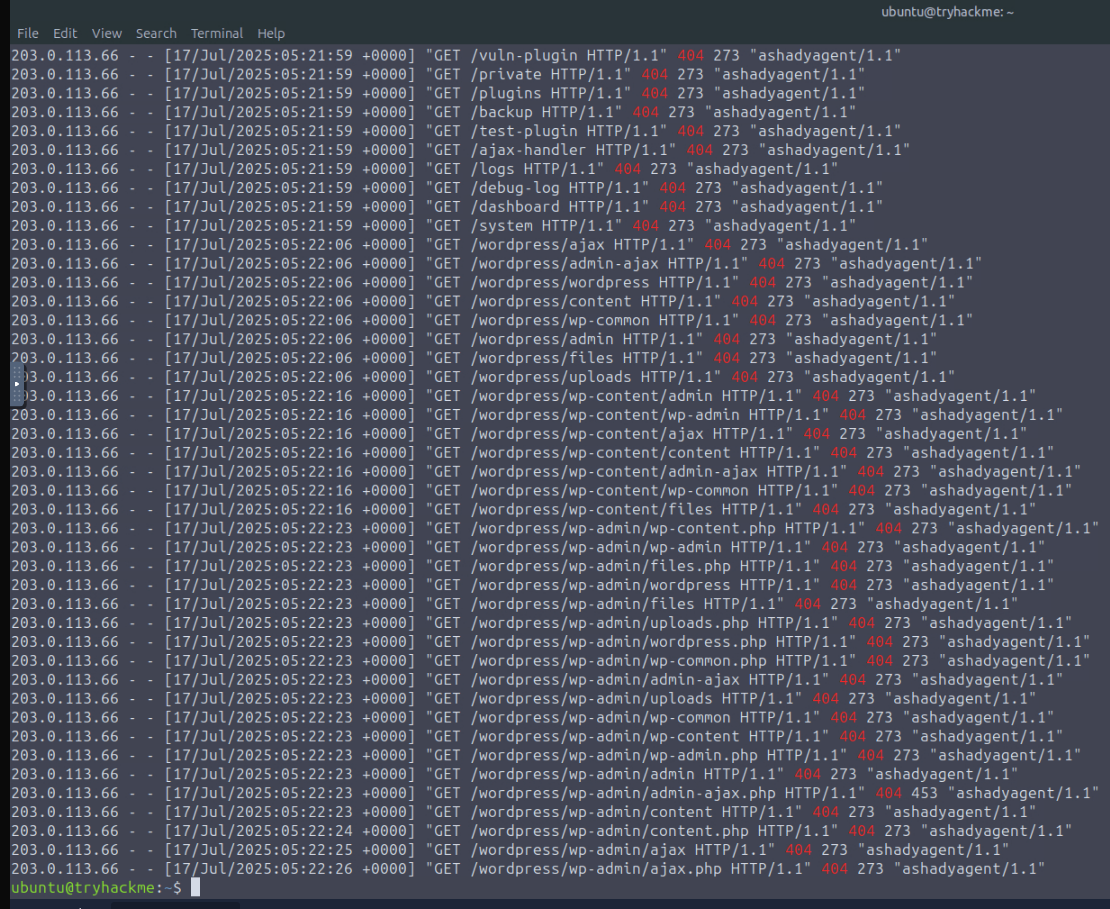 ubuntu@tryhackme: ~
File Edit View Search Terminal Help
203.0.113.66 - - [17/Jul/2025:05:21:59 +0000] "GET /vuln-plugin HTTP/1.1" 404 273 "ashadyagent/1.1"
203.0.113.66 - - [17/Jul/2025:05:21:59 +0000] "GET /private HTTP/1.1" 404 273 "ashadyagent/1.1"
203.0.113.66 - - [17/Jul/2025:05:21:59 +0000] "GET /plugins HTTP/1.1" 404 273 "ashadyagent/1.1"
203.0.113.66 - - [17/Jul/2025:05:21:59 +0000] "GET /backup HTTP/1.1" 404 273 "ashadyagent/1.1"
203.0.113.66 - - [17/Jul/2025:05:21:59 +0000] "GET /test-plugin HTTP/1.1" 404 273 "ashadyagent/1.1"
203.0.113.66 - - [17/Jul/2025:05:21:59 +0000] "GET /ajax-handler HTTP/1.1" 404 273 "ashadyagent/1.1"
203.0.113.66 - - [17/Jul/2025:05:21:59 +0000] "GET /logs HTTP/1.1" 404 273 "ashadyagent/1.1"
203.0.113.66 - - [17/Jul/2025:05:21:59 +0000] "GET /debug-log HTTP/1.1" 404 273 "ashadyagent/1.1"
203.0.113.66 - - [17/Jul/2025:05:21:59 +0000] "GET /dashboard HTTP/1.1" 404 273 "ashadyagent/1.1"
203.0.113.66 - - [17/Jul/2025:05:21:59 +0000] "GET /system HTTP/1.1" 404 273 "ashadyagent/1.1"
203.0.113.66 - - [17/Jul/2025:05:22:06 +0000] "GET /wordpress/ajax HTTP/1.1" 404 273 "ashadyagent/1.1"
203.0.113.66 - - [17/Jul/2025:05:22:06 +0000] "GET /wordpress/admin-ajax HTTP/1.1" 404 273 "ashadyagent/1.1"
203.0.113.66 - - [17/Jul/2025:05:22:06 +0000] "GET /wordpress/wordpress HTTP/1.1" 404 273 "ashadyagent/1.1"
203.0.113.66 - - [17/Jul/2025:05:22:06 +0000] "GET /wordpress/content HTTP/1.1" 404 273 "ashadyagent/1.1"
203.0.113.66 - - [17/Jul/2025:05:22:06 +0000] "GET /wordpress/wp-common HTTP/1.1" 404 273 "ashadyagent/1.1"
203.0.113.66 - - [17/Jul/2025:05:22:06 +0000] "GET /wordpress/admin HTTP/1.1" 404 273 "ashadyagent/1.1"
203.0.113.66 - - [17/Jul/2025:05:22:06 +0000] "GET /wordpress/files HTTP/1.1" 404 273 "ashadyagent/1.1"
03.0.113.66 - - [17/Jul/2025:05:22:06 +0000] "GET /wordpress/uploads HTTP/1.1" 404 273 "ashadyagent/1.1"
03.0.113.66 - - [17/Jul/2025:05:22:16 +0000] "GET /wordpress/wp-content/admin HTTP/1.1" 404 273 "ashadyagent/1.1"
203.0.113.66 - - [17/Jul/2025:05:22:16 +0000] "GET /wordpress/wp-content/wp-admin HTTP/1.1" 404 273 "ashadyagent/1.1"
203.0.113.66 - - [17/Jul/2025:05:22:16 +0000] "GET /wordpress/wp-content/ajax HTTP/1.1" 404 273 "ashadyagent/1.1"
203.0.113.66 - - [17/Jul/2025:05:22:16 +0000] "GET /wordpress/wp-content/content HTTP/1.1" 404 273 "ashadyagent/1.1"
203.0.113.66 - - [17/Jul/2025:05:22:16 +0000] "GET /wordpress/wp-content/admin-ajax HTTP/1.1" 404 273 "ashadyagent/1.1"
203.0.113.66 - - [17/Jul/2025:05:22:16 +0000] "GET /wordpress/wp-content/wp-common HTTP/1.1" 404 273 "ashadyagent/1.1"
203.0.113.66 - - [17/Jul/2025:05:22:16 +0000] "GET /wordpress/wp-content/files HTTP/1.1" 404 273 "ashadyagent/1.1"
203.0.113.66 - - [17/Jul/2025:05:22:23 +0000] "GET /wordpress/wp-admin/wp-content.php HTTP/1.1" 404 273 "ashadyagent/1.1"
203.0.113.66 - - [17/Jul/2025:05:22:23 +0000] "GET /wordpress/wp-admin/wp-admin HTTP/1.1" 404 273 "ashadyagent/1.1"
203.0.113.66 - - [17/Jul/2025:05:22:23 +0000] "GET /wordpress/wp-admin/files.php HTTP/1.1" 404 273 "ashadyagent/1.1"
203.0.113.66 - - [17/Jul/2025:05:22:23 +0000] "GET /wordpress/wp-admin/wordpress HTTP/1.1" 404 273 "ashadyagent/1.1"
203.0.113.66 - - [17/Jul/2025:05:22:23 +0000] "GET /wordpress/wp-admin/files HTTP/1.1" 404 273 "ashadyagent/1.1"
203.0.113.66 - - [17/Jul/2025:05:22:23 +0000] "GET /wordpress/wp-admin/uploads.php HTTP/1.1" 404 273 "ashadyagent/1.1"
203.0.113.66 - - [17/Jul/2025:05:22:23 +0000] "GET /wordpress/wp-admin/wordpress.php HTTP/1.1" 404 273 "ashadyagent/1.1"
203.0.113.66 - - [17/Jul/2025:05:22:23 +0000] "GET /wordpress/wp-admin/wp-common.php HTTP/1.1" 404 273 "ashadyagent/1.1"
203.0.113.66 - - [17/Jul/2025:05:22:23 +0000] "GET /wordpress/wp-admin/admin-ajax HTTP/1.1" 404 273 "ashadyagent/1.1"
203.0.113.66 - - [17/Jul/2025:05:22:23 +0000] "GET /wordpress/wp-admin/uploads HTTP/1.1" 404 273 "ashadyagent/1.1"
203.0.113.66 - - [17/Jul/2025:05:22:23 +0000] "GET /wordpress/wp-admin/wp-common HTTP/1.1" 404 273 "ashadyagent/1.1"
203.0.113.66 - - [17/Jul/2025:05:22:23 +0000] "GET /wordpress/wp-admin/wp-content HTTP/1.1" 404 273 "ashadyagent/1.1"
203.0.113.66 - - [17/Jul/2025:05:22:23 +0000] "GET /wordpress/wp-admin/wp-admin.php HTTP/1.1" 404 273 "ashadyagent/1.1"
203.0.113.66 - - [17/Jul/2025:05:22:23 +0000] "GET /wordpress/wp-admin/admin HTTP/1.1" 404 273 "ashadyagent/1.1"
203.0.113.66 - - [17/Jul/2025:05:22:23 +0000] "GET /wordpress/wp-admin/admin-ajax.php HTTP/1.1" 404 453 "ashadyagent/1.1"
203.0.113.66 - - [17/Jul/2025:05:22:23 +0000] "GET /wordpress/wp-admin/content HTTP/1.1" 404 273 "ashadyagent/1.1"
203.0.113.66 - - [17/Jul/2025:05:22:24 +0000] "GET /wordpress/wp-admin/content.php HTTP/1.1" 404 273 "ashadyagent/1.1"
203.0.113.66 - - [17/Jul/2025:05:22:25 +0000] "GET /wordpress/wp-admin/ajax HTTP/1.1" 404 273 "ashadyagent/1.1"
203.0.113.66 - - [17/Jul/2025:05:22:26 +0000] "GET /wordpress/wp-admin/ajax.php HTTP/1.1" 404 273 "ashadyagent/1.1"
ubuntu@tryhackme:~$